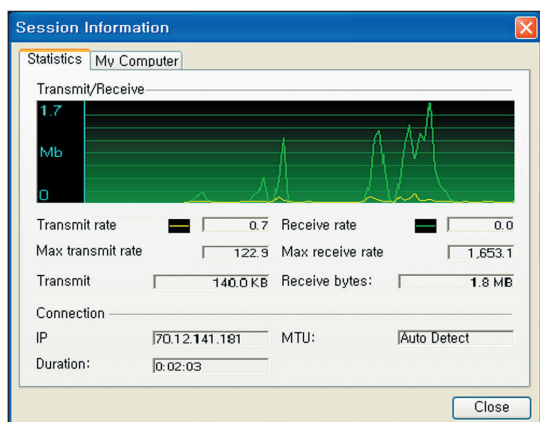 Session Information
Statistics My Computer
Transmit/Receive
1.7
Mb
0
Transmit rate 0.7 Receive rate 0.0
Max transmit rate 122.9 Max receive rate 1,653.1
Transmit 140.0 KB Receive bytes: 1.8 MB
Connection
IP 70.12.141.181 MTU: Auto Detect
Duration: 0:02:03
Close